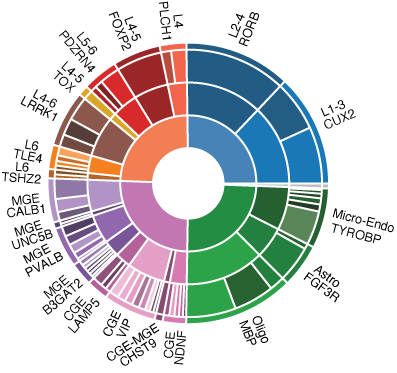 L4
PLCH1
L4-5
FOXP2
L5-6
PDZRN4
L4-5
TOX
L4-6
LRRK1
L6
TLE4
L6
TSHZ2
MGE
CALB1
MGE
UNC5B
MGE
PVALB
MGE
B3GAT2
CGE
LAMP5
CGE
VIP
CGE-MGE
CHST9
CGE
NDNF
Oligo
MBP
Astro
FGF3R
Micro-Endo
TYROBP
L1-3
CUX2
L2-4
RORB